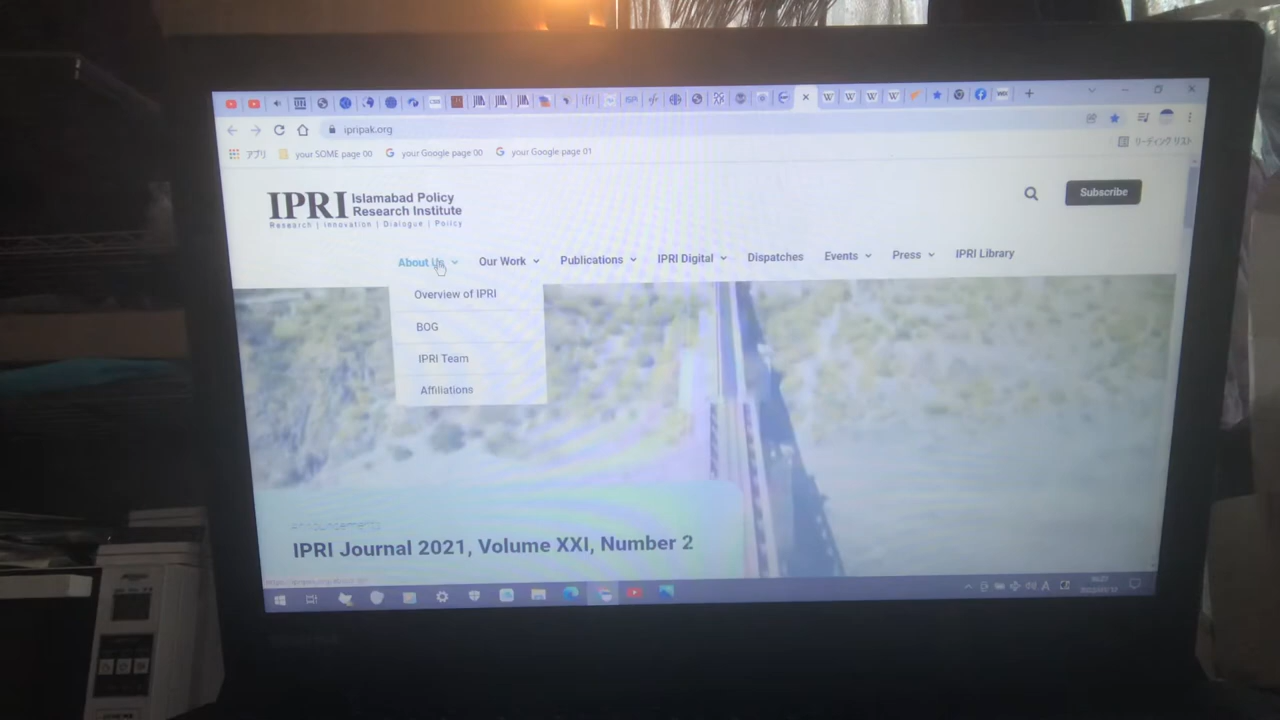 ipripak.org
アプリ your SOME page 00 your Google page 00 your Google page 01
リーディング リスト
IPRI Islamabad Policy
Research Institute
Research | Innovation | Dialogue | Policy
Subscribe
About Us Our Work Publications IPRI Digital Dispatches Events Press IPRI Library
Overview of IPRI
BOG
IPRI Team
Affiliations
Announcements
IPRI Journal 2021, Volume XXI, Number 2